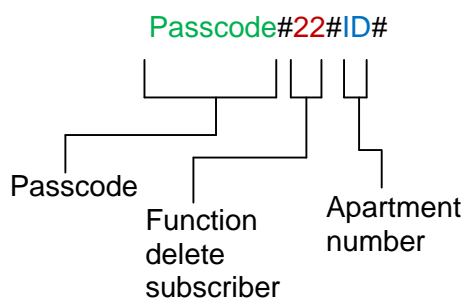 Passcode#22#ID#
Passcode
Function
delete
subscriber
Apartment
number